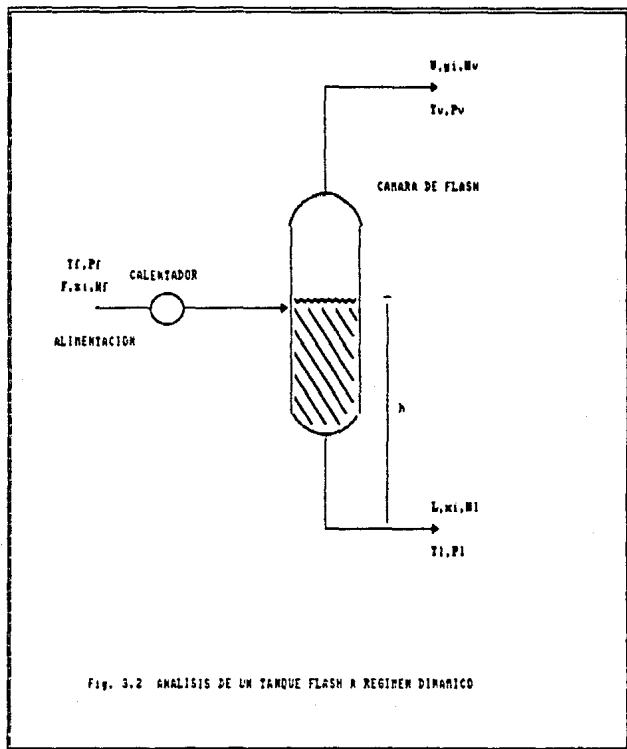 V,yi,Hv
Tv,Pv
CAMARA DE FLASH
Tf,Pf
CALENTADOR
F,zi,Hf
ALIMENTACION
h
L,xi,Hl
Tl,Pl
Fig. 3.2 ANALISIS DE UN TANQUE FLASH A REGIMEN DINAMICO